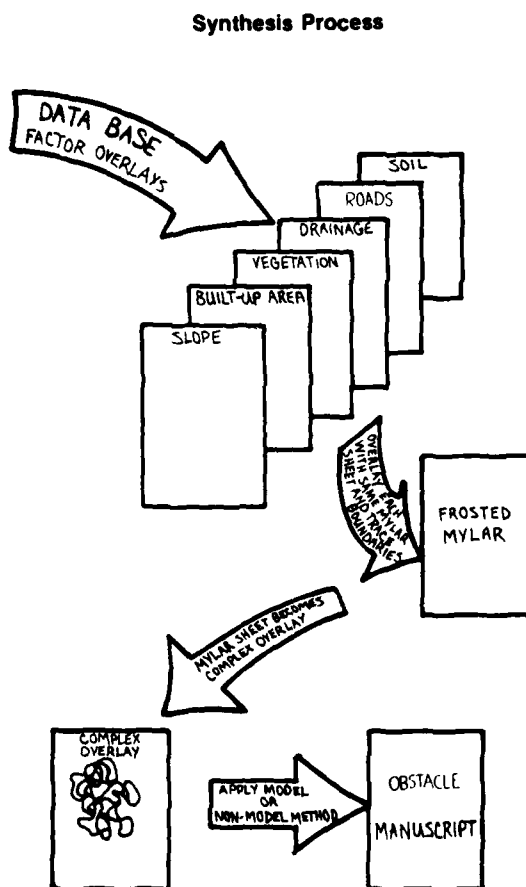 Synthesis Process
DATA BASE
FACTOR OVERLAYS
SOIL
ROADS
DRAINAGE
VEGETATION
BUILT-UP AREA
SLOPE
OVERLAY EACH
WITH SAME MYLAR
SHEET AND TRACE
BOUNDARIES
FROSTED
MYLAR
MYLAR SHEET BECOMES
COMPLEX OVERLAY
COMPLEX
OVERLAY
APPLY MODEL
OR
NON-MODEL METHOD
OBSTACLE
MANUSCRIPT